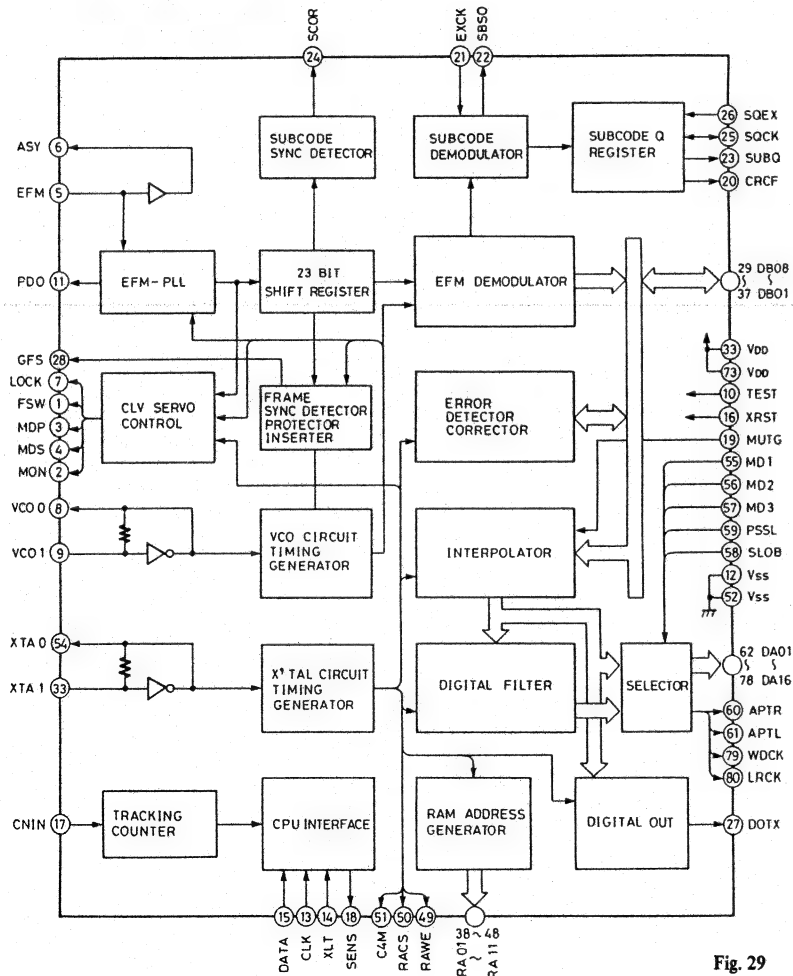 SCOR
EXCK
SBSO
24
21
22
SUBCODE
SYNC DETECTOR
SUBCODE
DEMODULATOR
SUBCODE Q
REGISTER
26 SQEX
25 SQCK
23 SUBQ
20 CRCF
ASY 6
EFM 5
PDO 11
EFM-PLL
23 BIT
SHIFT REGISTER
EFM DEMODULATOR
29 DB08
37 DB01
GFS 28
LOCK 7
FSW 1
MDP 3
MDS 4
MON 2
CLV SERVO
CONTROL
FRAME
SYNC DETECTOR
PROTECTOR
INSERTER
ERROR
DETECTOR
CORRECTOR
33 VDD
73 VDD
10 TEST
16 XRST
19 MUTG
55 MD1
56 MD2
57 MD3
59 PSSL
58 SLOB
12 Vss
52 Vss
VCO 0 8
VCO 1 9
VCO CIRCUIT
TIMING
GENERATOR
INTERPOLATOR
XTA 0 54
XTA 1 33
X'TAL CIRCUIT
TIMING
GENERATOR
DIGITAL FILTER
SELECTOR
62 DA01
78 DA16
60 APTR
61 APTL
79 WDCK
80 LRCK
CNIN 17
TRACKING
COUNTER
CPU INTERFACE
RAM ADDRESS
GENERATOR
DIGITAL OUT
27 DOTX
15
13
14
18
51
50
49
38~48
DATA
CLK
XLT
SENS
C4M
RACS
RAWE
RA 01
~
RA 11
Fig. 29